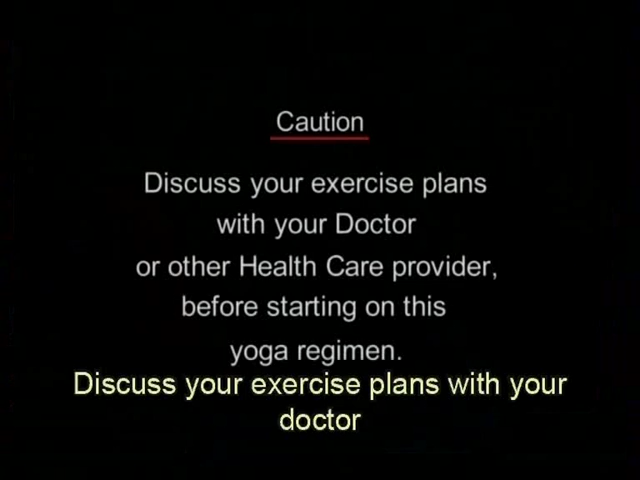 Caution
Discuss your exercise plans
with your Doctor
or other Health Care provider,
before starting on this
yoga regimen.
Discuss your exercise plans with your
doctor